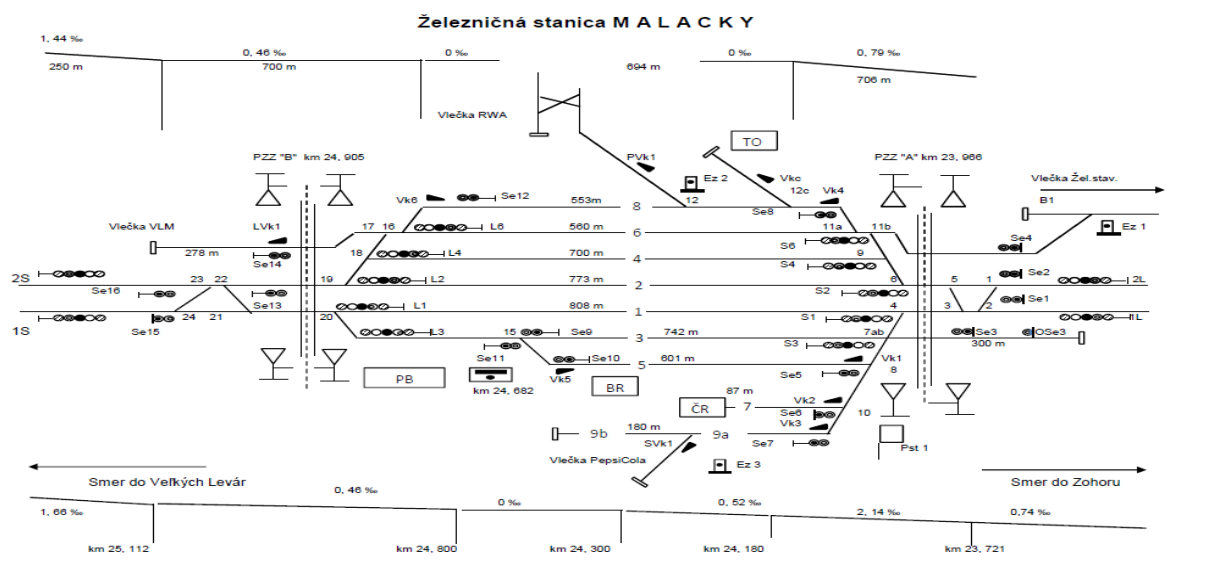 Železničná stanica M A L A C K Y
1, 44 ‰ 0, 46 ‰ 0 ‰ 0 ‰ 0, 79 ‰
250 m 700 m 694 m 706 m
Vlečka RWA
TO
PZZ "B" km 24, 905 PVk1 PZZ "A" km 23, 966
Ez 2 Vkc Vlečka Žel.stav.
Vk6 Se12 553m 8 12 12c Vk4 B1
Se8
Vlečka VLM LVk1 17 16 L6 560 m 6 11a 11b Ez 1
278 m S6 Se4
Se14 18 L4 700 m 4 S4 9
2S 23 22 19 L2 773 m 2 6 5 1 Se2 2L
Se16 Se13 S2 Se1
24 21 L1 808 m 1 4 3 2
1S Se15 20 S1 1L
L3 15 Se9 742 m 3 7ab Se3 OSe3
S3 300 m
Se11 Se10 601 m 5 Vk1
PB Vk5 BR Se5 8
km 24, 682 87 m
ČR 7 Vk2
Se6 10
180 m Vk3
9b 9a
SVk1 Se7 Pst 1
Vlečka PepsiCola Ez 3
Smer do Veľkých Levár Smer do Zohoru
1, 66 ‰ 0, 46 ‰ 0 ‰ 0, 52 ‰ 2, 14 ‰ 0,74 ‰
km 25, 112 km 24, 800 km 24, 300 km 24, 180 km 23, 721